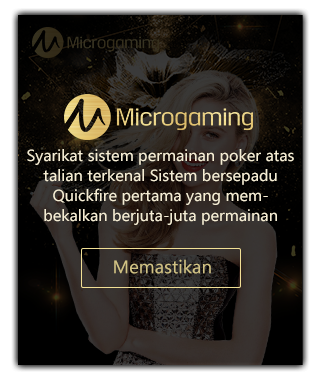 Microgaming
Microgaming
Syarikat sistem permainan poker atas
talian terkenal Sistem bersepadu
Quickfire pertama yang mem-
bekalkan berjuta-juta permainan
Memastikan